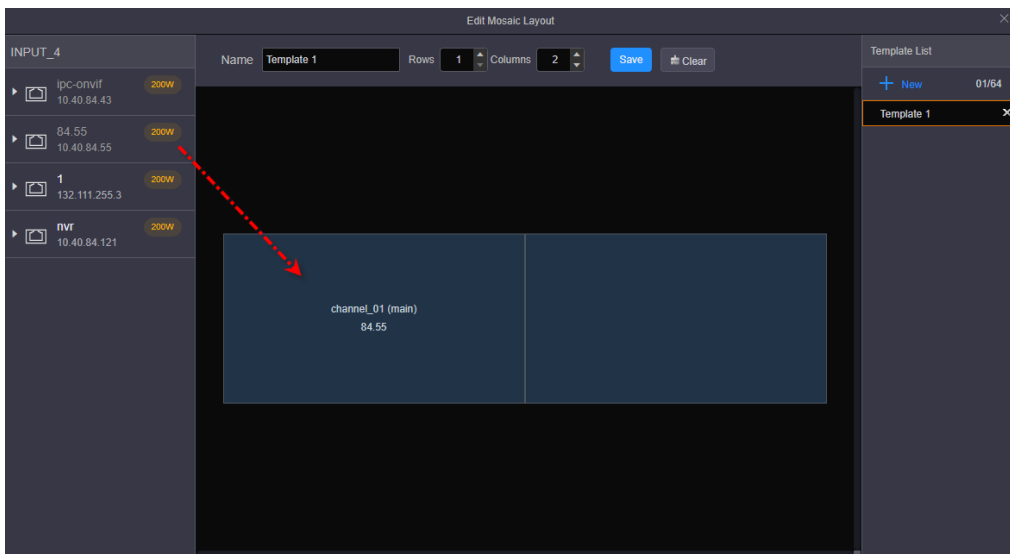 Edit Mosaic Layout
INPUT_4
ipc-onvif
200W
10.40.84.43
84.55
200W
10.40.84.55
1
200W
132.111.255.3
nvr
200W
10.40.84.121
Name Template 1 Rows 1 Columns 2 Save Clear
channel_01 (main)
84.55
Template List
New 01/64
Template 1